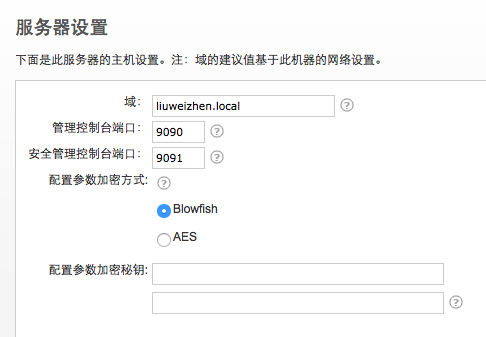 服务器设置
下面是此服务器的主机设置。注：域的建议值基于此机器的网络设置。
域： liuweizhen.local ?
管理控制台端口： 9090 ?
安全管理控制台端口： 9091 ?
配置参数加密方式: ?
Blowfish
AES
配置参数加密秘钥:
?